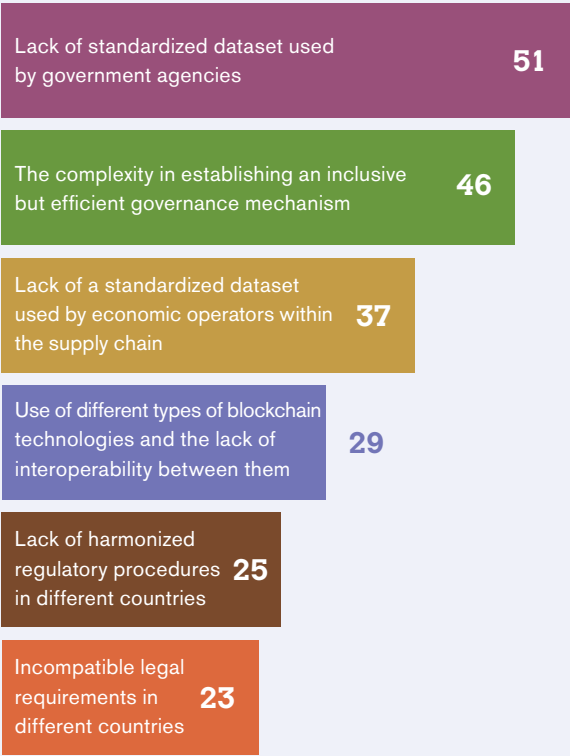 Lack of standardized dataset used
by government agencies
51
The complexity in establishing an inclusive
but efficient governance mechanism
46
Lack of a standardized dataset
used by economic operators within
the supply chain
37
Use of different types of blockchain
technologies and the lack of
interoperability between them
29
Lack of harmonized
regulatory procedures
in different countries
25
Incompatible legal
requirements in
different countries
23